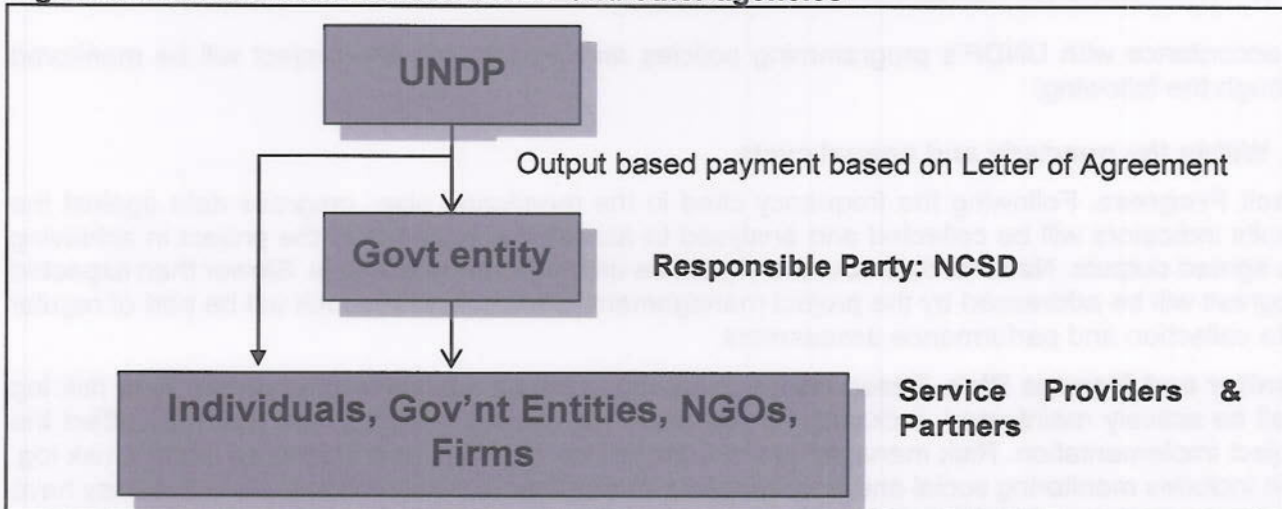 UNDP
Output based payment based on Letter of Agreement
Govt entity
Responsible Party: NCSD
Individuals, Gov'nt Entities, NGOs,
Firms
Service Providers &
Partners